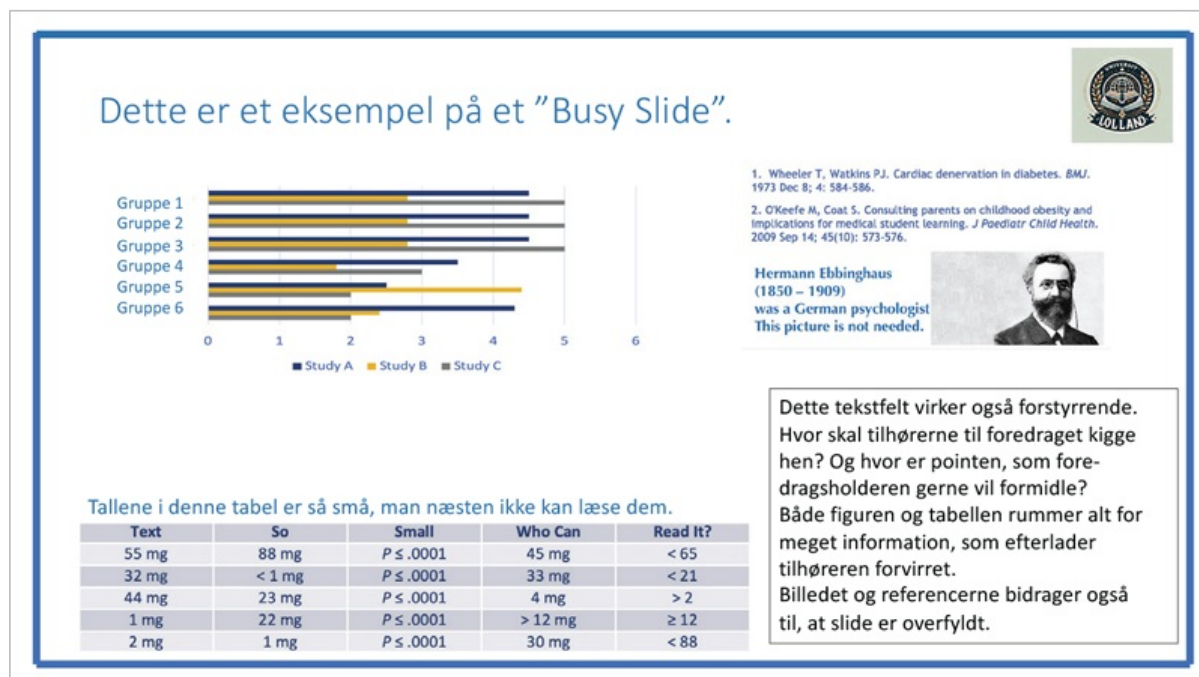 Dette er et eksempel på et ”Busy Slide”.
UNIVERSITY
LOLLAND
Gruppe 1
Gruppe 2
Gruppe 3
Gruppe 4
Gruppe 5
Gruppe 6
0 1 2 3 4 5 6
Study A Study B Study C
1. Wheeler T, Watkins PJ. Cardiac denervation in diabetes. BMJ.
1973 Dec 8; 4: 584-586.
2. O'Keefe M, Coat S. Consulting parents on childhood obesity and
implications for medical student learning. J Paediatr Child Health.
2009 Sep 14; 45(10): 573-576.
Hermann Ebbinghaus
(1850 – 1909)
was a German psychologist
This picture is not needed.
Dette tekstfelt virker også forstyrrende.
Hvor skal tilhørerne til foredraget kigge
hen? Og hvor er pointen, som fore-
dragsholderen gerne vil formidle?
Både figuren og tabellen rummer alt for
meget information, som efterlader
tilhøreren forvirret.
Billedet og referencerne bidrager også
til, at slide er overfyldt.
Tallene i denne tabel er så små, man næsten ikke kan læse dem.
Text So Small Who Can Read It?
55 mg 88 mg P ≤ .0001 45 mg < 65
32 mg < 1 mg P ≤ .0001 33 mg < 21
44 mg 23 mg P ≤ .0001 4 mg > 2
1 mg 22 mg P ≤ .0001 > 12 mg ≥ 12
2 mg 1 mg P ≤ .0001 30 mg < 88